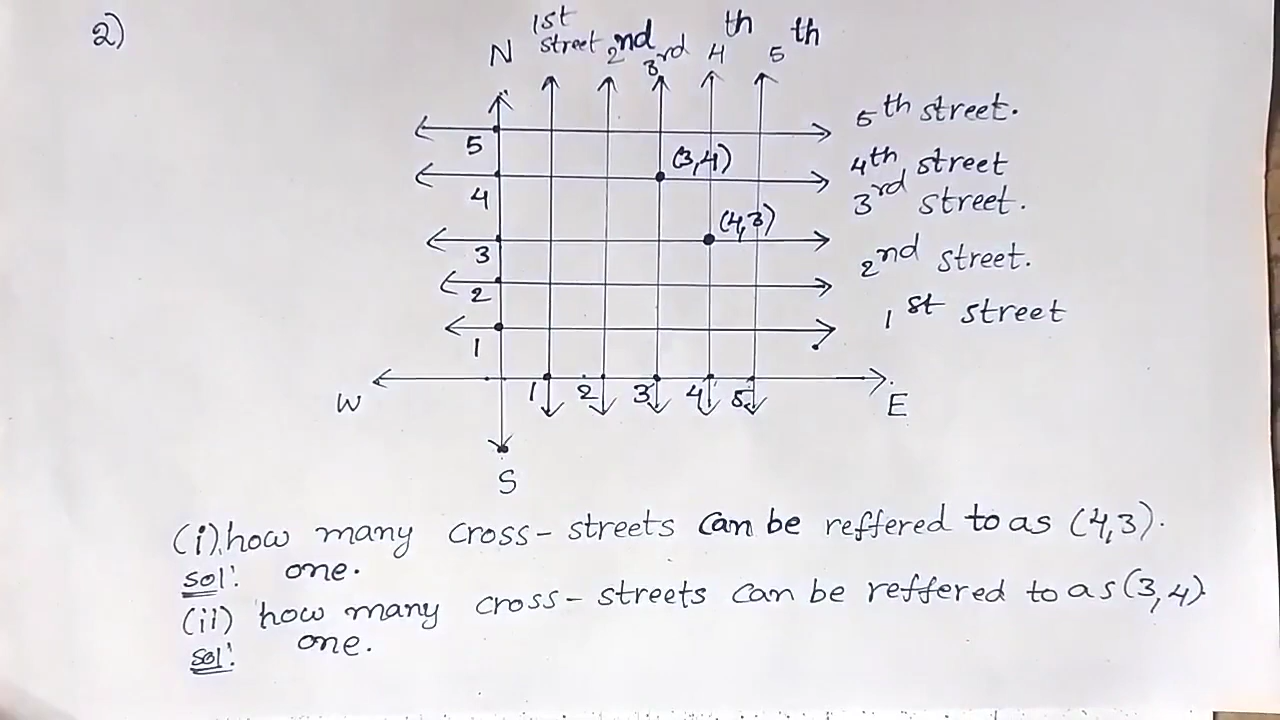 2)
N 1st street 2nd 3rd 4th 5th
5th street.
5
4th street
(3,4)
4
3rd street.
(4,3)
3
2nd street.
2
1st street
1
W 1 2 3 4 5 E
S
(i). how many cross-streets can be reffered to as (4,3).
sol: one.
(ii) how many cross-streets can be reffered to as (3,4).
sol: one.